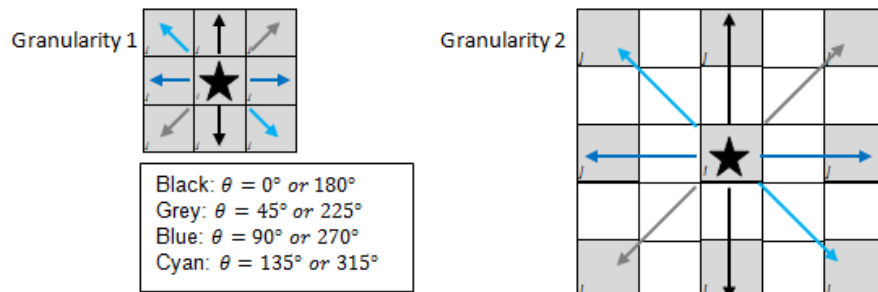 Granularity 1
Granularity 2
Black: θ = 0° or 180°
Grey: θ = 45° or 225°
Blue: θ = 90° or 270°
Cyan: θ = 135° or 315°